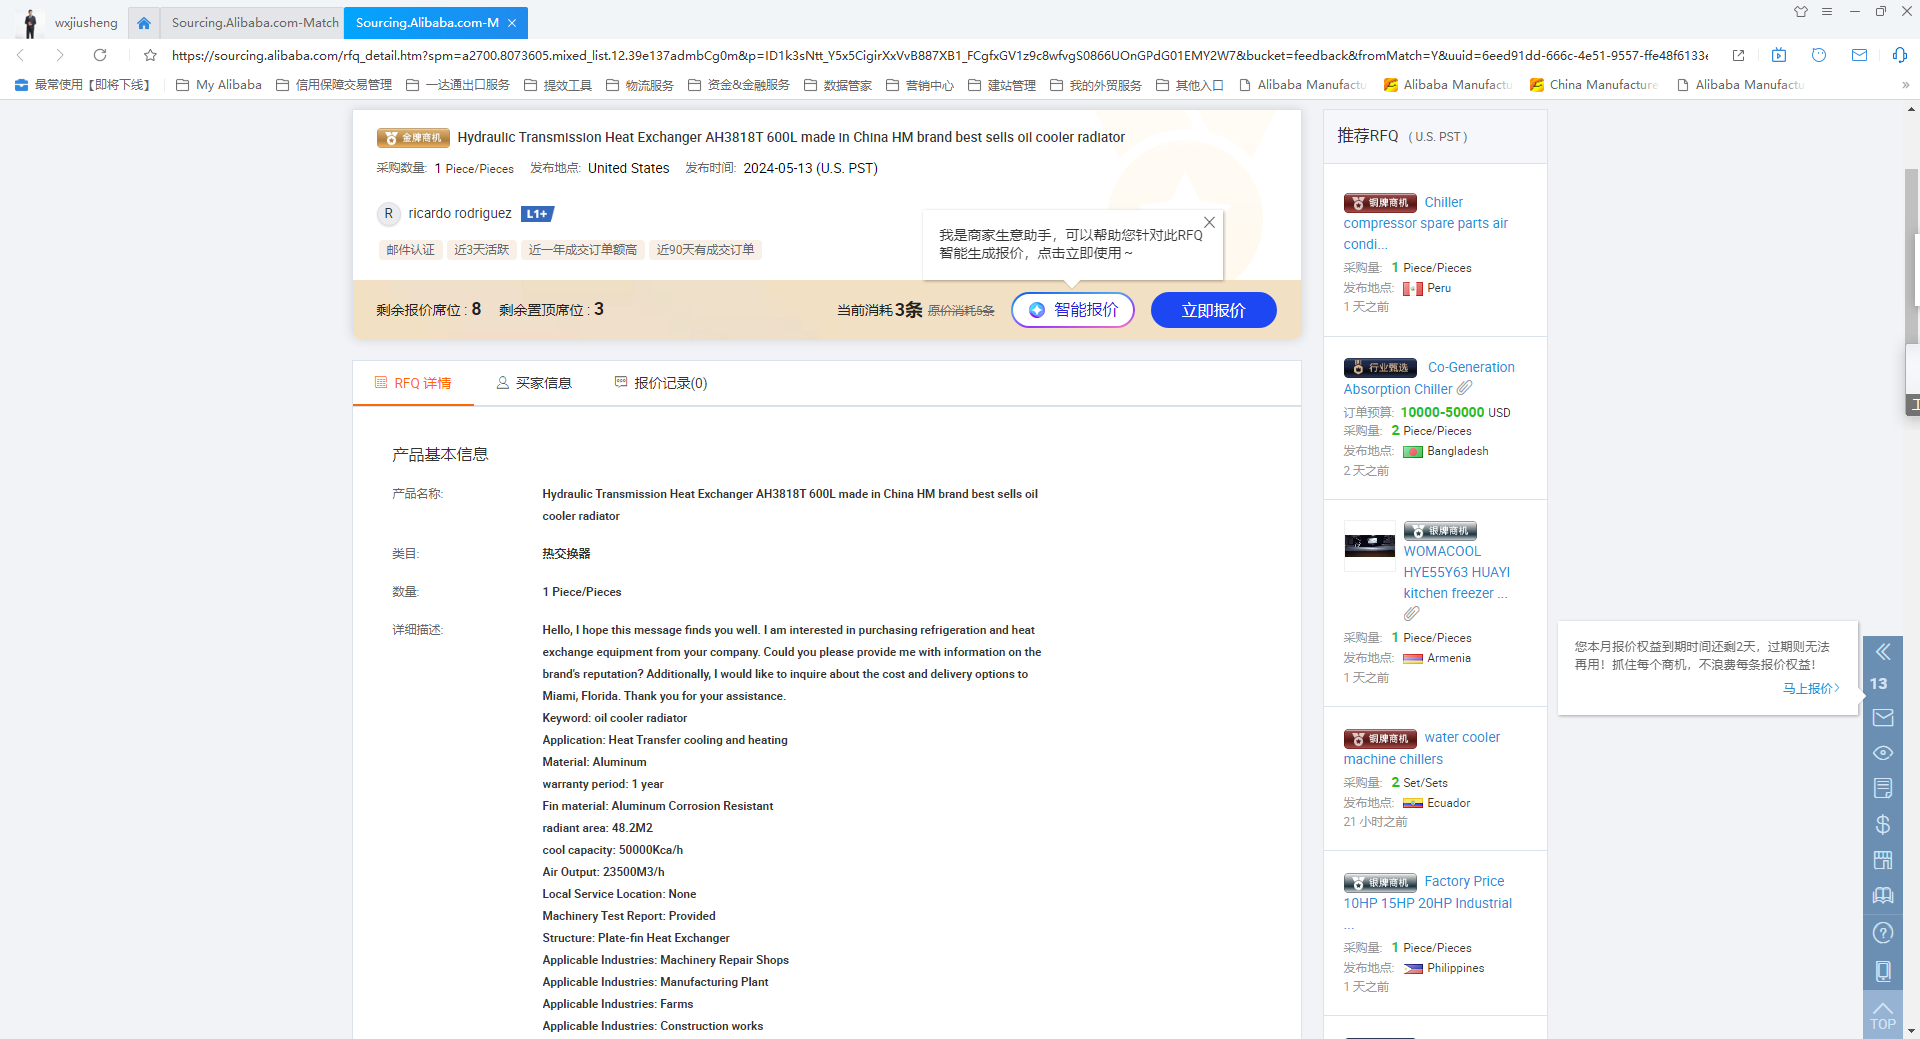 wxjiusheng
Sourcing.Alibaba.com-Match
Sourcing.Alibaba.com-M
https://sourcing.alibaba.com/rfq_detail.htm?spm=a2700.8073605.mixed_list.12.39e137admbCg0m&p=ID1k3sNtt_Y5x5CigirXxVvB887XB1_FCgfxGV1z9c8wfvgS0866UOnGPdG01EMY2W7&bucket=feedback&fromMatch=Y&uuid=6eed91dd-666c-4e51-9557-ffe48f6133e
最常使用【即将下线】
My Alibaba
信用保障交易管理
一达通出口服务
提效工具
物流服务
资金&金融服务
数据管家
营销中心
建站管理
我的外贸服务
其他入口
Alibaba Manufactu
Alibaba Manufactu
China Manufacture
Alibaba Manufactu
金牌商机 Hydraulic Transmission Heat Exchanger AH3818T 600L made in China HM brand best sells oil cooler radiator
采购数量: 1 Piece/Pieces 发布地点: United States 发布时间: 2024-05-13 (U.S. PST)
R ricardo rodriguez L1+
邮件认证 近3天活跃 近一年成交订单额高 近90天有成交订单
我是商家生意助手，可以帮助您针对此RFQ
智能生成报价，点击立即使用～
剩余报价席位 : 8 剩余置顶席位 : 3
当前消耗 3条 原价消耗5条
智能报价
立即报价
RFQ 详情
买家信息
报价记录(0)
产品基本信息
产品名称:
Hydraulic Transmission Heat Exchanger AH3818T 600L made in China HM brand best sells oil
cooler radiator
类目:
热交换器
数量:
1 Piece/Pieces
详细描述:
Hello, I hope this message finds you well. I am interested in purchasing refrigeration and heat
exchange equipment from your company. Could you please provide me with information on the
brand's reputation? Additionally, I would like to inquire about the cost and delivery options to
Miami, Florida. Thank you for your assistance.
Keyword: oil cooler radiator
Application: Heat Transfer cooling and heating
Material: Aluminum
warranty period: 1 year
Fin material: Aluminum Corrosion Resistant
radiant area: 48.2M2
cool capacity: 50000Kca/h
Air Output: 23500M3/h
Local Service Location: None
Machinery Test Report: Provided
Structure: Plate-fin Heat Exchanger
Applicable Industries: Machinery Repair Shops
Applicable Industries: Manufacturing Plant
Applicable Industries: Farms
Applicable Industries: Construction works
推荐RFQ ( U.S. PST )
铜牌商机 Chiller
compressor spare parts air
condi...
采购量: 1 Piece/Pieces
发布地点: Peru
1 天之前
行业甄选 Co-Generation
Absorption Chiller
订单预算: 10000-50000 USD
采购量: 2 Piece/Pieces
发布地点: Bangladesh
2 天之前
银牌商机
WOMACOOL
HYE55Y63 HUAYI
kitchen freezer ...
采购量: 1 Piece/Pieces
发布地点: Armenia
1 天之前
铜牌商机 water cooler
machine chillers
采购量: 2 Set/Sets
发布地点: Ecuador
21 小时之前
银牌商机 Factory Price
10HP 15HP 20HP Industrial
...
采购量: 1 Piece/Pieces
发布地点: Philippines
1 天之前
您本月报价权益到期时间还剩2天，过期则无法
再用！抓住每个商机，不浪费每条报价权益！
马上报价
13
TOP
工